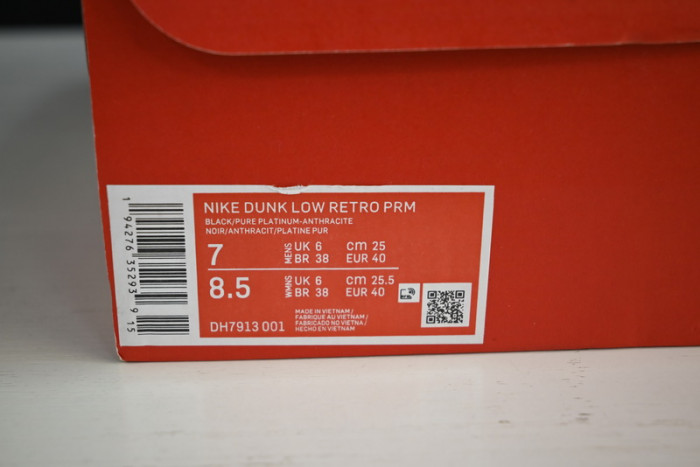 NIKE DUNK LOW RETRO PRM
BLACK/PURE PLATINUM-ANTHRACITE
NOIR/ANTHRACIT/PLATINE PUR
7 MENS UK 6 cm 25
BR 38 EUR 40
8.5 WMNS UK 6 cm 25.5
BR 38 EUR 40
DH7913 001
MADE IN VIETNAM /
FABRIQUE AU VIETNAM /
FABRICADO NO VIETNA /
HECHO EN VIETNAM
1 94276 35293 9 15